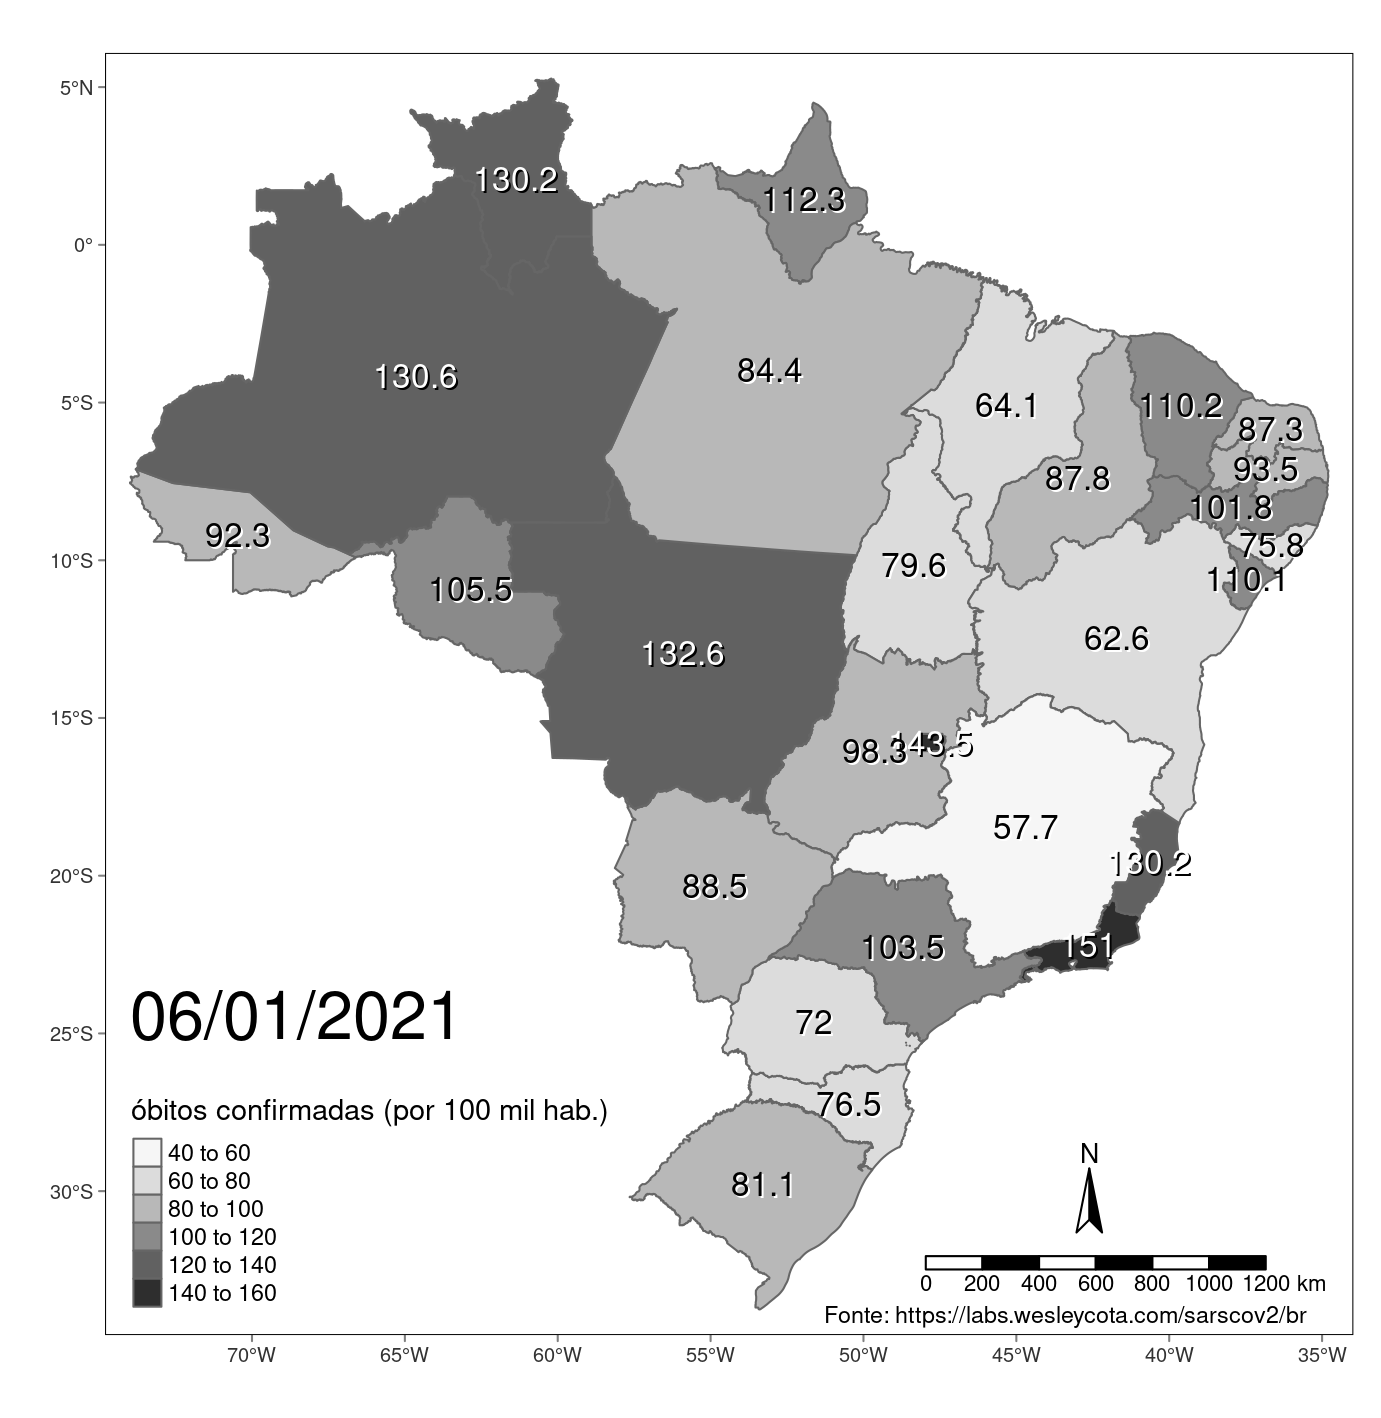 5°N
0°
5°S
10°S
15°S
20°S
25°S
30°S
130.2
112.3
130.6
84.4
64.1
110.2
87.3
93.5
87.8
101.8
75.8
110.1
92.3
105.5
79.6
132.6
62.6
98.3
143.5
57.7
130.2
88.5
103.5
151
72
76.5
81.1
06/01/2021
óbitos confirmadas (por 100 mil hab.)
40 to 60
60 to 80
80 to 100
100 to 120
120 to 140
140 to 160
N
0 200 400 600 800 1000 1200 km
Fonte: https://labs.wesleycota.com/sarscov2/br
70°W 65°W 60°W 55°W 50°W 45°W 40°W 35°W